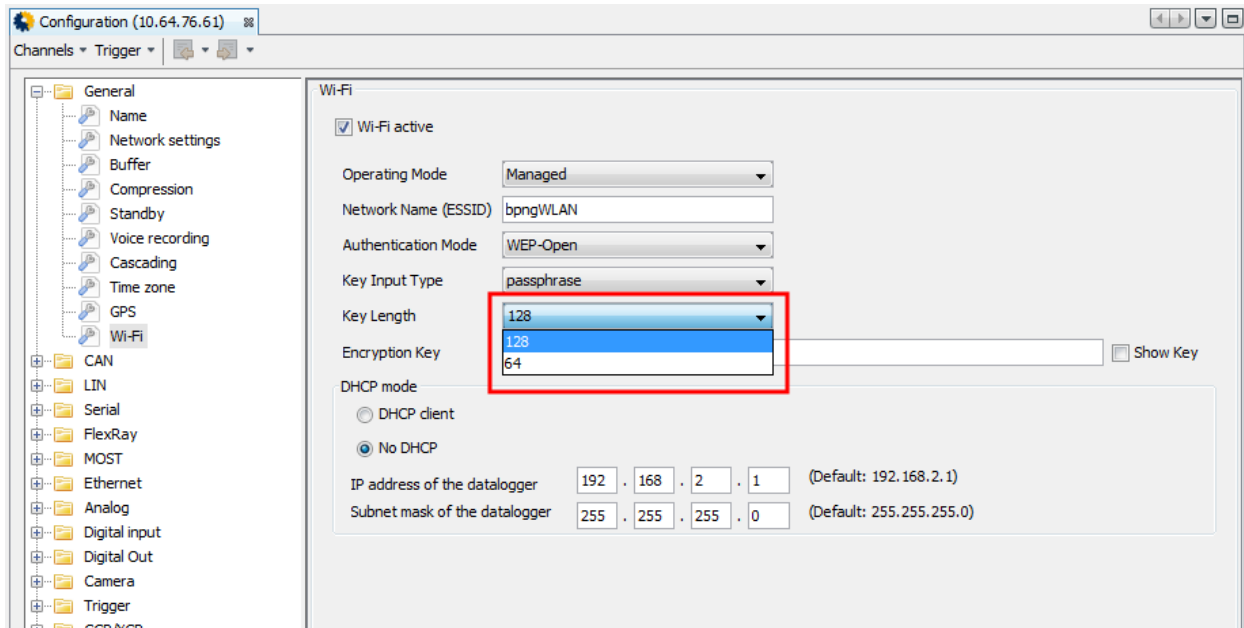 Configuration (10.64.76.61)
Channels Trigger
General
Name
Network settings
Buffer
Compression
Standby
Voice recording
Cascading
Time zone
GPS
Wi-Fi
CAN
LIN
Serial
FlexRay
MOST
Ethernet
Analog
Digital input
Digital Out
Camera
Trigger
CCP/XCP
Wi-Fi
Wi-Fi active
Operating Mode Managed
Network Name (ESSID) bpngWLAN
Authentication Mode WEP-Open
Key Input Type passphrase
Key Length 128
128
64
Encryption Key Show Key
DHCP mode
DHCP client
No DHCP
IP address of the datalogger 192 . 168 . 2 . 1 (Default: 192.168.2.1)
Subnet mask of the datalogger 255 . 255 . 255 . 0 (Default: 255.255.255.0)